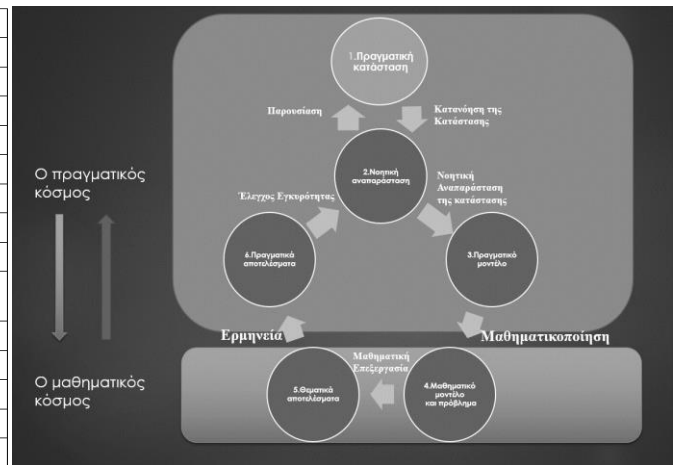 1.Πραγματική
κατάσταση
Παρουσίαση
Κατανόηση της
Κατάστασης
2.Νοητική
αναπαράσταση
Ο πραγματικός
κόσμος
Έλεγχος Εγκυρότητας
Νοητική
Αναπαράσταση
της κατάστασης
6.Πραγματικά
αποτελέσματα
3.Πραγματικό
μοντέλο
Ερμηνεία
Μαθηματικοποίηση
Μαθηματική
Επεξεργασία
Ο μαθηματικός
κόσμος
5.Θεματικά
αποτελέσματα
4.Μαθηματικό
μοντέλο
και πρόβλημα